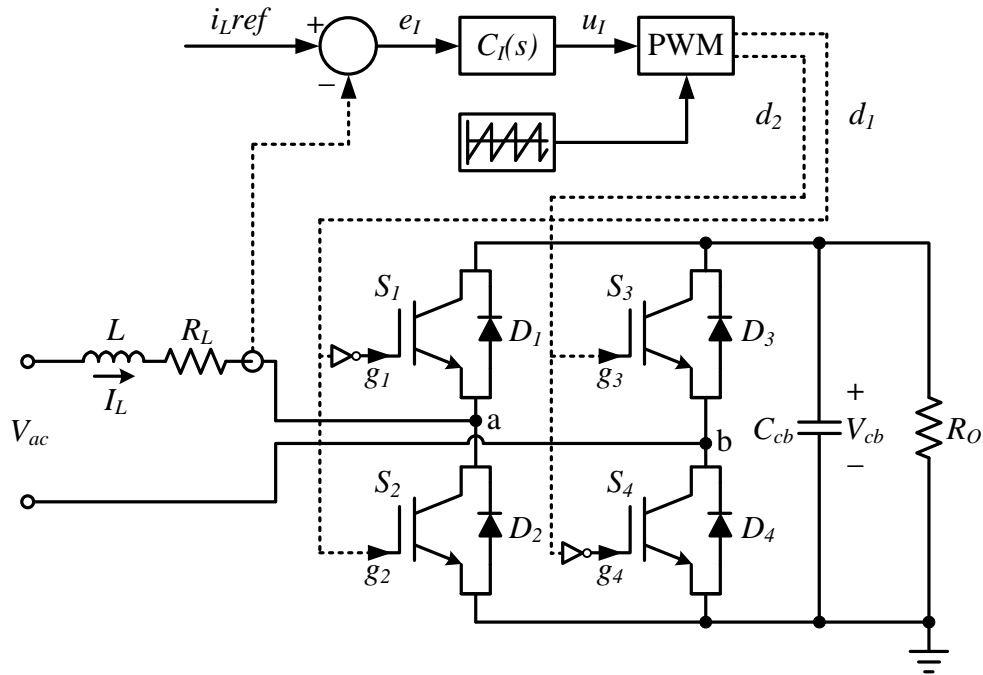 i_Lref + e_I C_I(s) u_I PWM
−
d_2 d_1
S_1 S_3
L R_L D_1 D_3
I_L g_1 g_3
a
V_ac b C_cb + V_cb − R_O
S_2 S_4
D_2 D_4
g_2 g_4